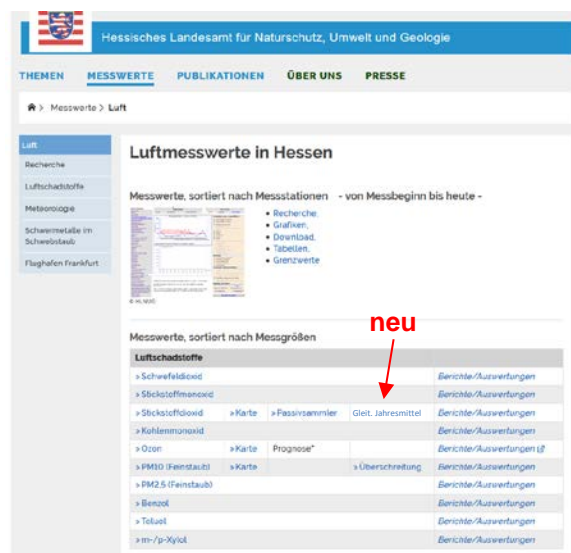 Hessisches Landesamt für Naturschutz, Umwelt und Geologie
THEMEN MESSWERTE PUBLIKATIONEN ÜBER UNS PRESSE
> Messwerte > Luft
Luft
Recherche
Luftschadstoffe
Meteorologie
Schwermetalle im
Schwebstaub
Flughafen Frankfurt
Luftmesswerte in Hessen
Messwerte, sortiert nach Messstationen - von Messbeginn bis heute -
• Recherche,
• Grafiken,
• Download,
• Tabellen,
• Grenzwerte
© HLNUG
neu
Messwerte, sortiert nach Messgrößen
Luftschadstoffe
» Schwefeldioxid Berichte/Auswertungen
» Stickstoffmonoxid Berichte/Auswertungen
» Stickstoffdioxid » Karte » Passivsammler Gleit. Jahresmittel Berichte/Auswertungen
» Kohlenmonoxid Berichte/Auswertungen
» Ozon » Karte Prognose* Berichte/Auswertungen
» PM10 (Feinstaub) » Karte » Überschreitung Berichte/Auswertungen
» PM2,5 (Feinstaub) Berichte/Auswertungen
» Benzol Berichte/Auswertungen
» Toluol Berichte/Auswertungen
» m-/p-Xylol Berichte/Auswertungen